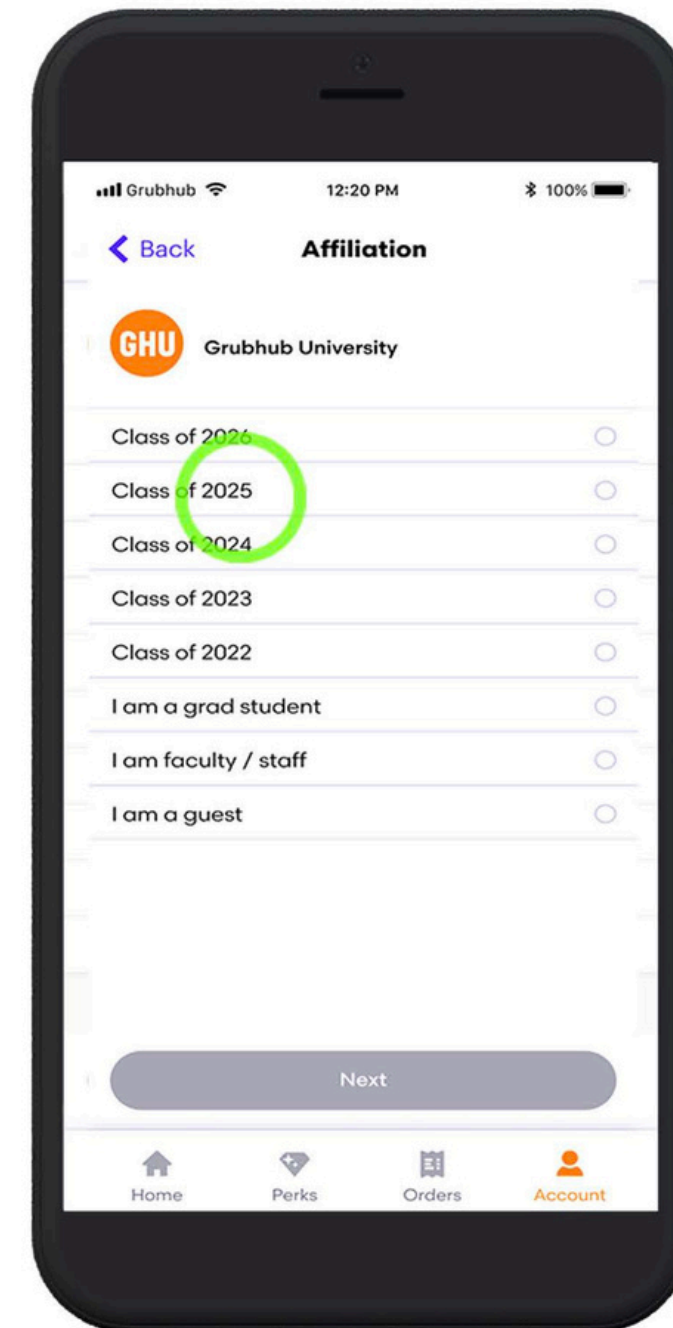 Grubhub 12:20 PM 100%
Back Affiliation
GHU Grubhub University
Class of 2026
Class of 2025
Class of 2024
Class of 2023
Class of 2022
I am a grad student
I am faculty / staff
I am a guest
Next
Home Perks Orders Account